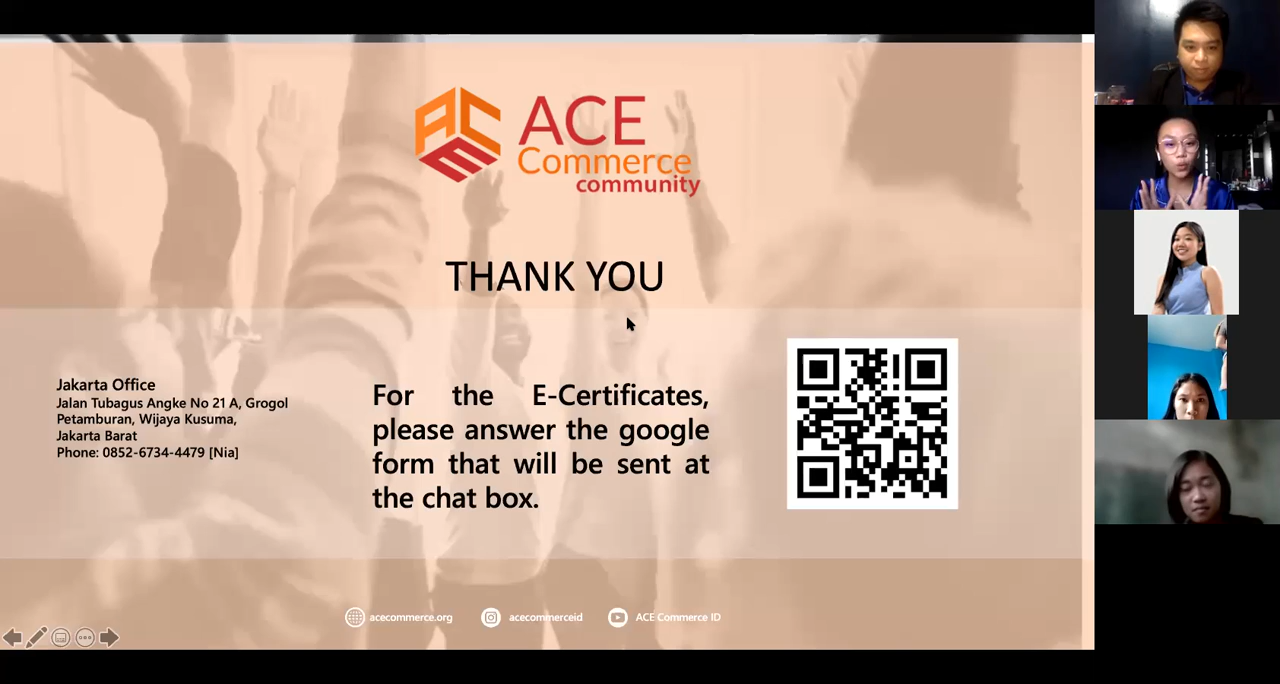 ACE
ACE
Commerce
community
THANK YOU
Jakarta Office
Jalan Tubagus Angke No 21 A, Grogol
Petamburan, Wijaya Kusuma,
Jakarta Barat
Phone: 0852-6734-4479 [Nia]
For the E-Certificates,
please answer the google
form that will be sent at
the chat box.
acecommerce.org
acecommerceid
ACE Commerce ID